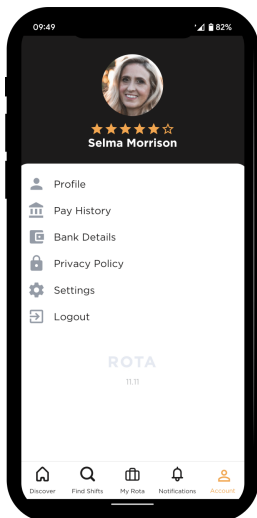 09:49
82%
Selma Morrison
Profile
Pay History
Bank Details
Privacy Policy
Settings
Logout
ROTA
11.11
Discover
Find Shifts
My Rota
Notifications
Account